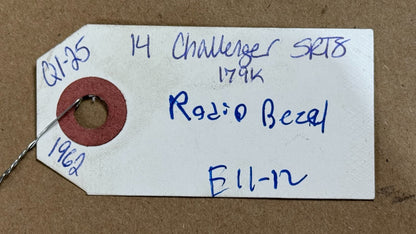 Q1-25
14 Challenger SRT8
179K
Radio Bezel
1962
E11-12